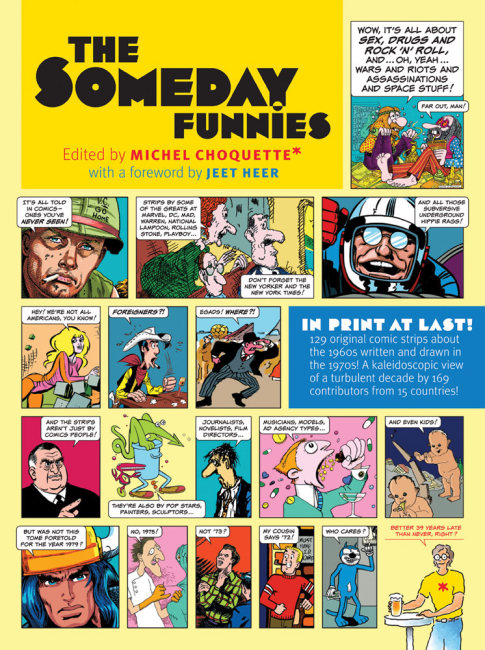 THE
SOMEDAY
FUNNIES
Edited by MICHEL CHOQUETTE*
with a foreword by JEET HEER
WOW, IT'S ALL ABOUT
SEX, DRUGS AND
ROCK 'N' ROLL,
AND...OH, YEAH...
WARS AND RIOTS AND
ASSASSINATIONS
AND SPACE STUFF!
FAR OUT, MAN!
IT'S ALL TOLD
IN COMICS—
ONES YOU'VE
NEVER SEEN!
STRIPS BY SOME
OF THE GREATS AT
MARVEL, DC, MAD,
WARREN, NATIONAL
LAMPOON, ROLLING
STONE, PLAYBOY...
DON'T FORGET THE
NEW YORKER AND THE
NEW YORK TIMES!
AND ALL THOSE
SUBVERSIVE
UNDERGROUND
HIPPIE RAGS!
HEY! WE'RE NOT ALL
AMERICANS, YOU KNOW!
FOREIGNERS?!
EGADS! WHERE?!
IN PRINT AT LAST!
129 original comic strips about
the 1960s written and drawn in
the 1970s! A kaleidoscopic view
of a turbulent decade by 169
contributors from 15 countries!
AND THE STRIPS
AREN'T JUST BY
COMICS PEOPLE!
THEY'RE ALSO BY POP STARS,
PAINTERS, SCULPTORS...
JOURNALISTS,
NOVELISTS, FILM
DIRECTORS...
MUSICIANS, MODELS,
AD AGENCY TYPES...
AND EVEN KIDS!
BUT WAS NOT THIS
TOME FORETOLD
FOR THE YEAR 1979?
NO, 1975!
NOT '73?
MY COUSIN
SAYS '72!
WHO CARES?
BETTER 39 YEARS LATE
THAN NEVER, RIGHT?